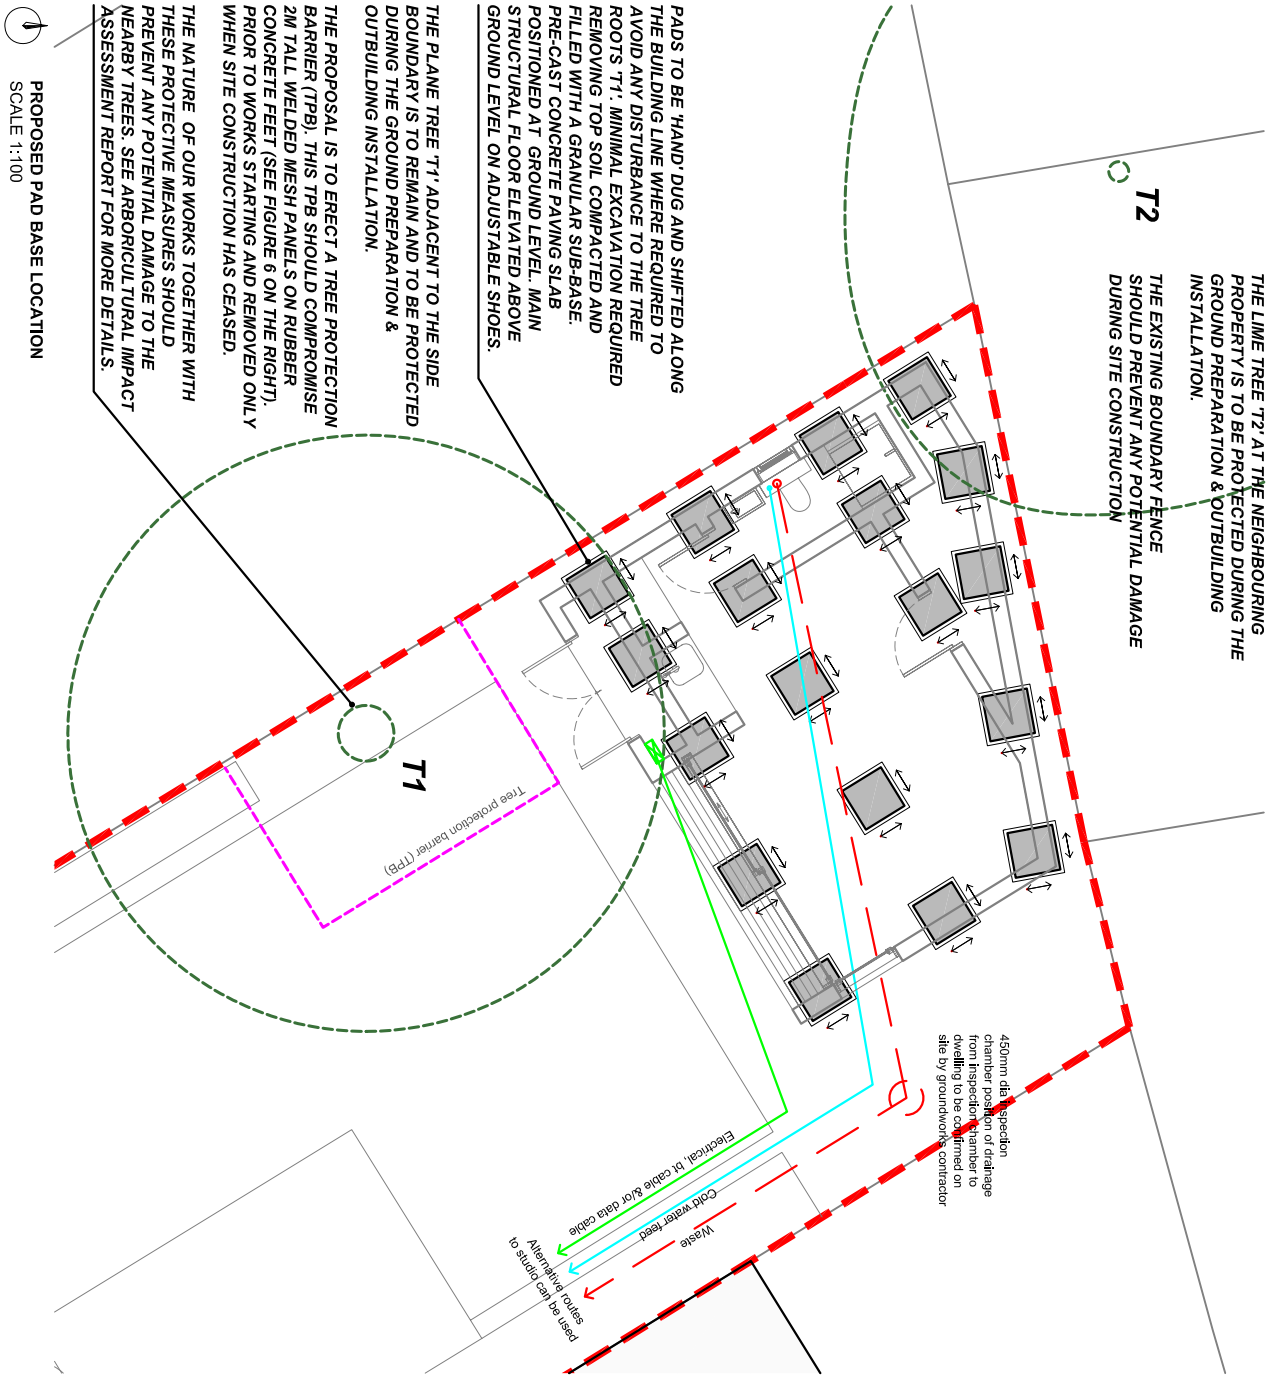 THE LIME TREE 'T2' AT THE NEIGHBOURING
PROPERTY IS TO BE PROTECTED DURING THE
GROUND PREPARATION & OUTBUILDING
INSTALLATION.
THE EXISTING BOUNDARY FENCE
SHOULD PREVENT ANY POTENTIAL DAMAGE
DURING SITE CONSTRUCTION
T2
PADS TO BE 'HAND' DUG AND SHIFTED ALONG
THE BUILDING LINE WHERE REQUIRED TO
AVOID ANY DISTURBANCE TO THE TREE
ROOTS 'T1'. MINIMAL EXCAVATION REQUIRED
REMOVING TOP SOIL COMPACTED AND
FILLED WITH A GRANULAR SUB-BASE.
PRE-CAST CONCRETE PAVING SLAB
POSITIONED AT GROUND LEVEL. MAIN
STRUCTURAL FLOOR ELEVATED ABOVE
GROUND LEVEL ON ADJUSTABLE SHOES.
THE PLANE TREE 'T1' ADJACENT TO THE SIDE
BOUNDARY IS TO REMAIN AND TO BE PROTECTED
DURING THE GROUND PREPARATION &
OUTBUILDING INSTALLATION.
THE PROPOSAL IS TO ERECT A TREE PROTECTION
BARRIER (TPB). THIS TPB SHOULD COMPROMISE
2M TALL WELDED MESH PANELS ON RUBBER
CONCRETE FEET (SEE FIGURE 6 ON THE RIGHT).
PRIOR TO WORKS STARTING AND REMOVED ONLY
WHEN SITE CONSTRUCTION HAS CEASED.
THE NATURE OF OUR WORKS TOGETHER WITH
THESE PROTECTIVE MEASURES SHOULD
PREVENT ANY POTENTIAL DAMAGE TO THE
NEARBY TREES. SEE ARBORICULTURAL IMPACT
ASSESSMENT REPORT FOR MORE DETAILS.
T1
Tree protection barrier (TPB)
450mm dia inspection
chamber position of drainage
from inspection chamber to
dwelling to be confirmed on
site by groundworks contractor
Electrical, bt cable &/or data cable
Cold water feed
Waste
Alternative routes
to studio can be used
PROPOSED PAD BASE LOCATION
SCALE 1:100